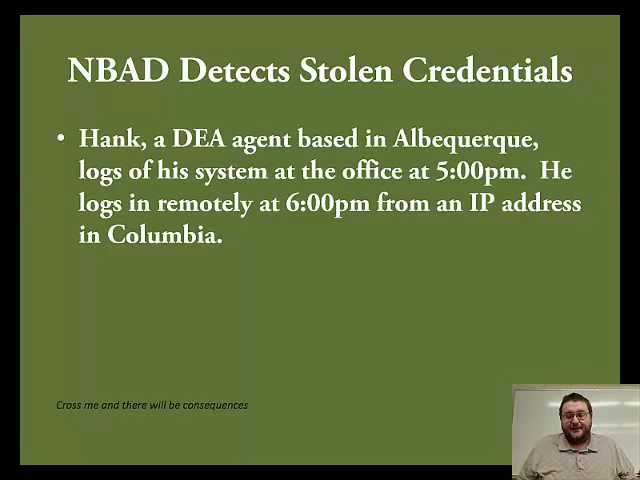 NBAD Detects Stolen Credentials
• Hank, a DEA agent based in Albequerque,
logs of his system at the office at 5:00pm.  He
logs in remotely at 6:00pm from an IP address
in Columbia.
Cross me and there will be consequences